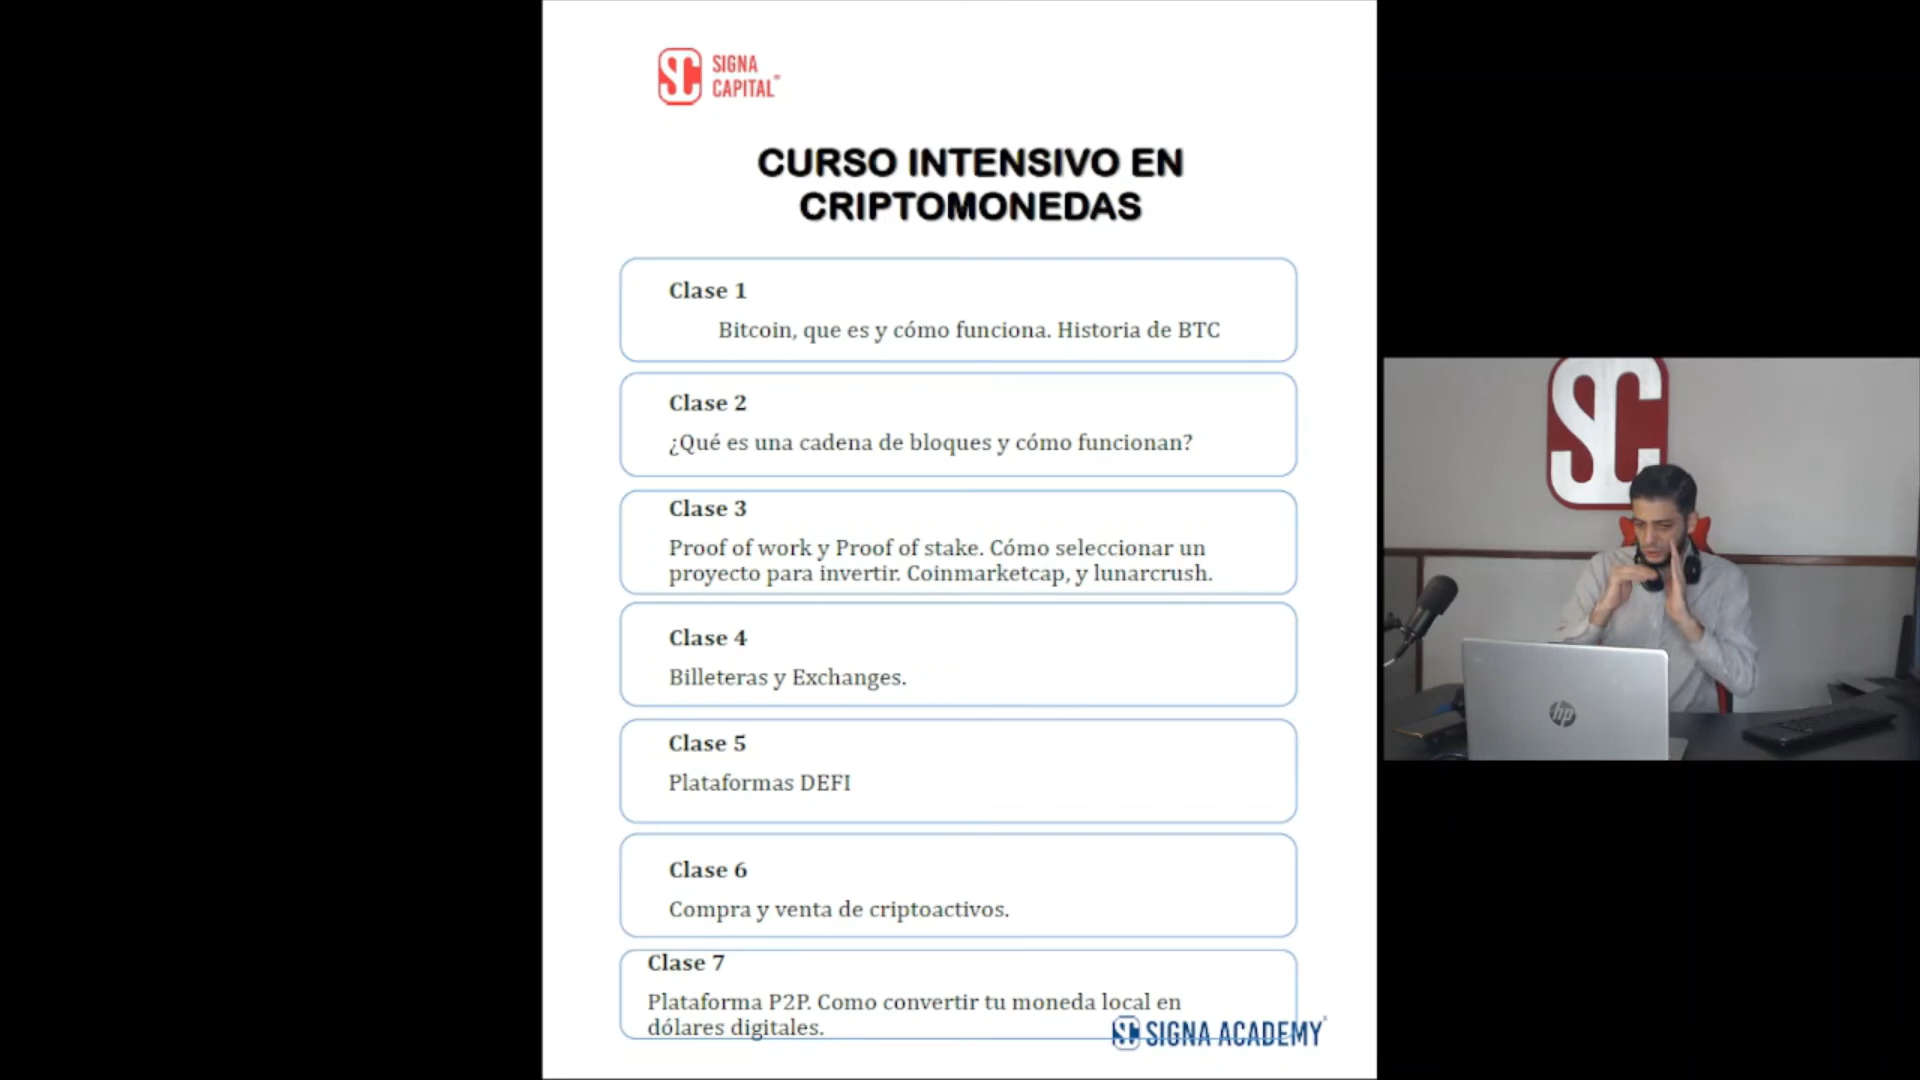 SIGNA
CAPITAL
CURSO INTENSIVO EN
CRIPTOMONEDAS
Clase 1
Bitcoin, que es y cómo funciona. Historia de BTC
Clase 2
¿Qué es una cadena de bloques y cómo funcionan?
Clase 3
Proof of work y Proof of stake. Cómo seleccionar un
proyecto para invertir. Coinmarketcap, y lunarcrush.
Clase 4
Billeteras y Exchanges.
Clase 5
Plataformas DEFI
Clase 6
Compra y venta de criptoactivos.
Clase 7
Plataforma P2P. Como convertir tu moneda local en
dólares digitales.
SIGNA ACADEMY
SC
hp